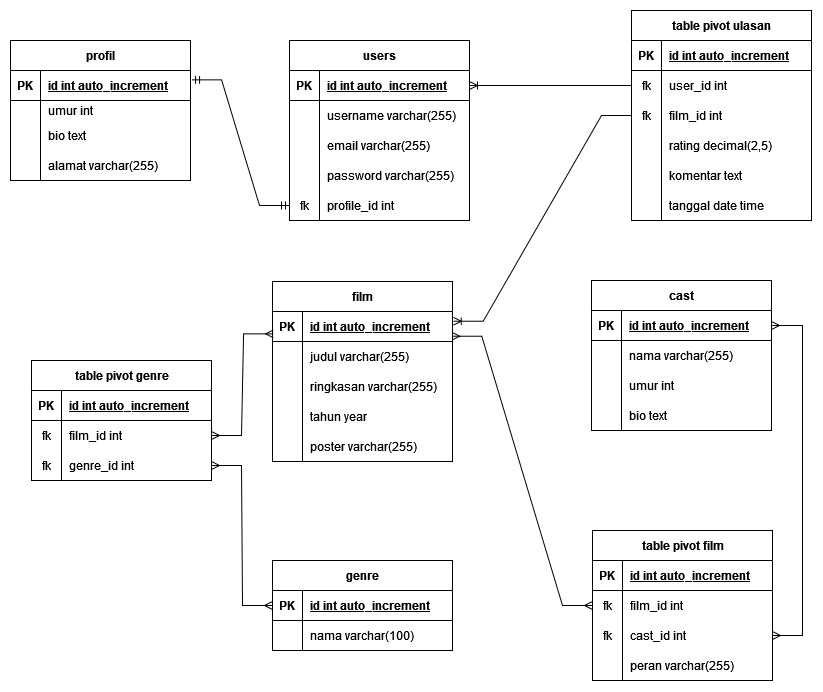 profil
PK id int auto_increment
umur int
bio text
alamat varchar(255)
users
PK id int auto_increment
username varchar(255)
email varchar(255)
password varchar(255)
fk profile_id int
table pivot ulasan
PK id int auto_increment
fk user_id int
fk film_id int
rating decimal(2,5)
komentar text
tanggal date time
film
PK id int auto_increment
judul varchar(255)
ringkasan varchar(255)
tahun year
poster varchar(255)
cast
PK id int auto_increment
nama varchar(255)
umur int
bio text
table pivot genre
PK id int auto_increment
fk film_id int
fk genre_id int
genre
PK id int auto_increment
nama varchar(100)
table pivot film
PK id int auto_increment
fk film_id int
fk cast_id int
peran varchar(255)